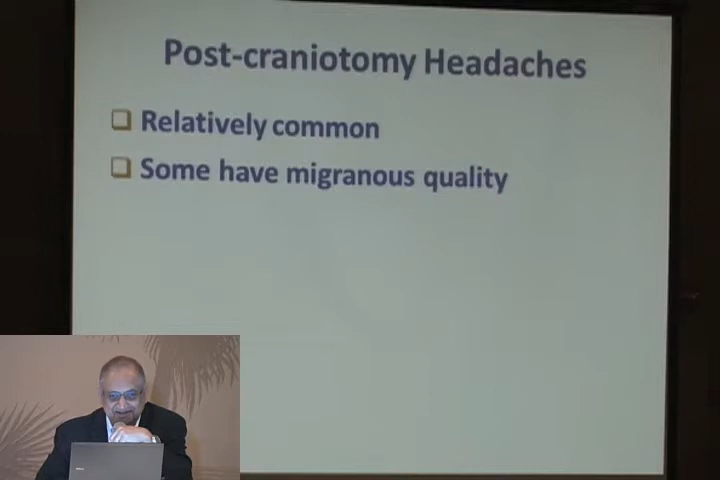 Post-craniotomy Headaches
Relatively common
Some have migranous quality